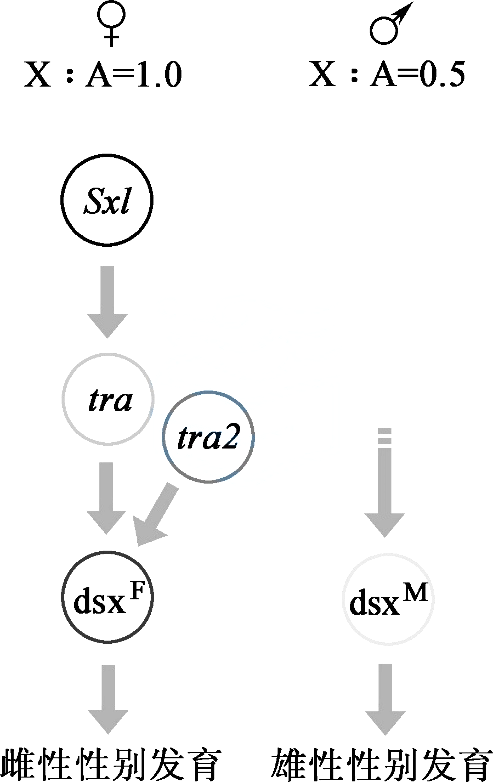 ♀ ♂
X : A=1.0 X : A=0.5
Sxl
tra
tra2
dsxF dsxM
雌性性别发育 雄性性别发育